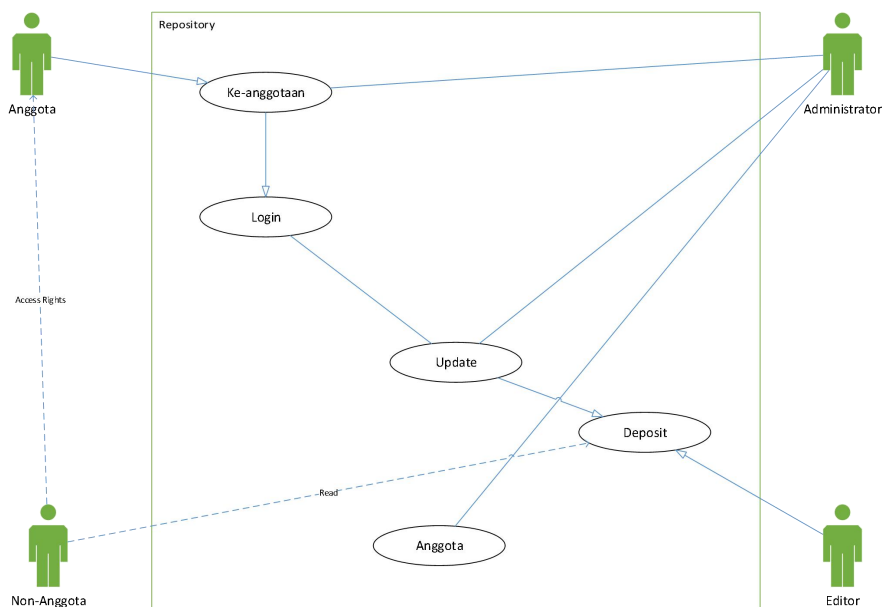 Repository
Ke-anggotaan
Anggota
Administrator
Login
Access Rights
Update
Deposit
Read
Anggota
Non-Anggota
Editor